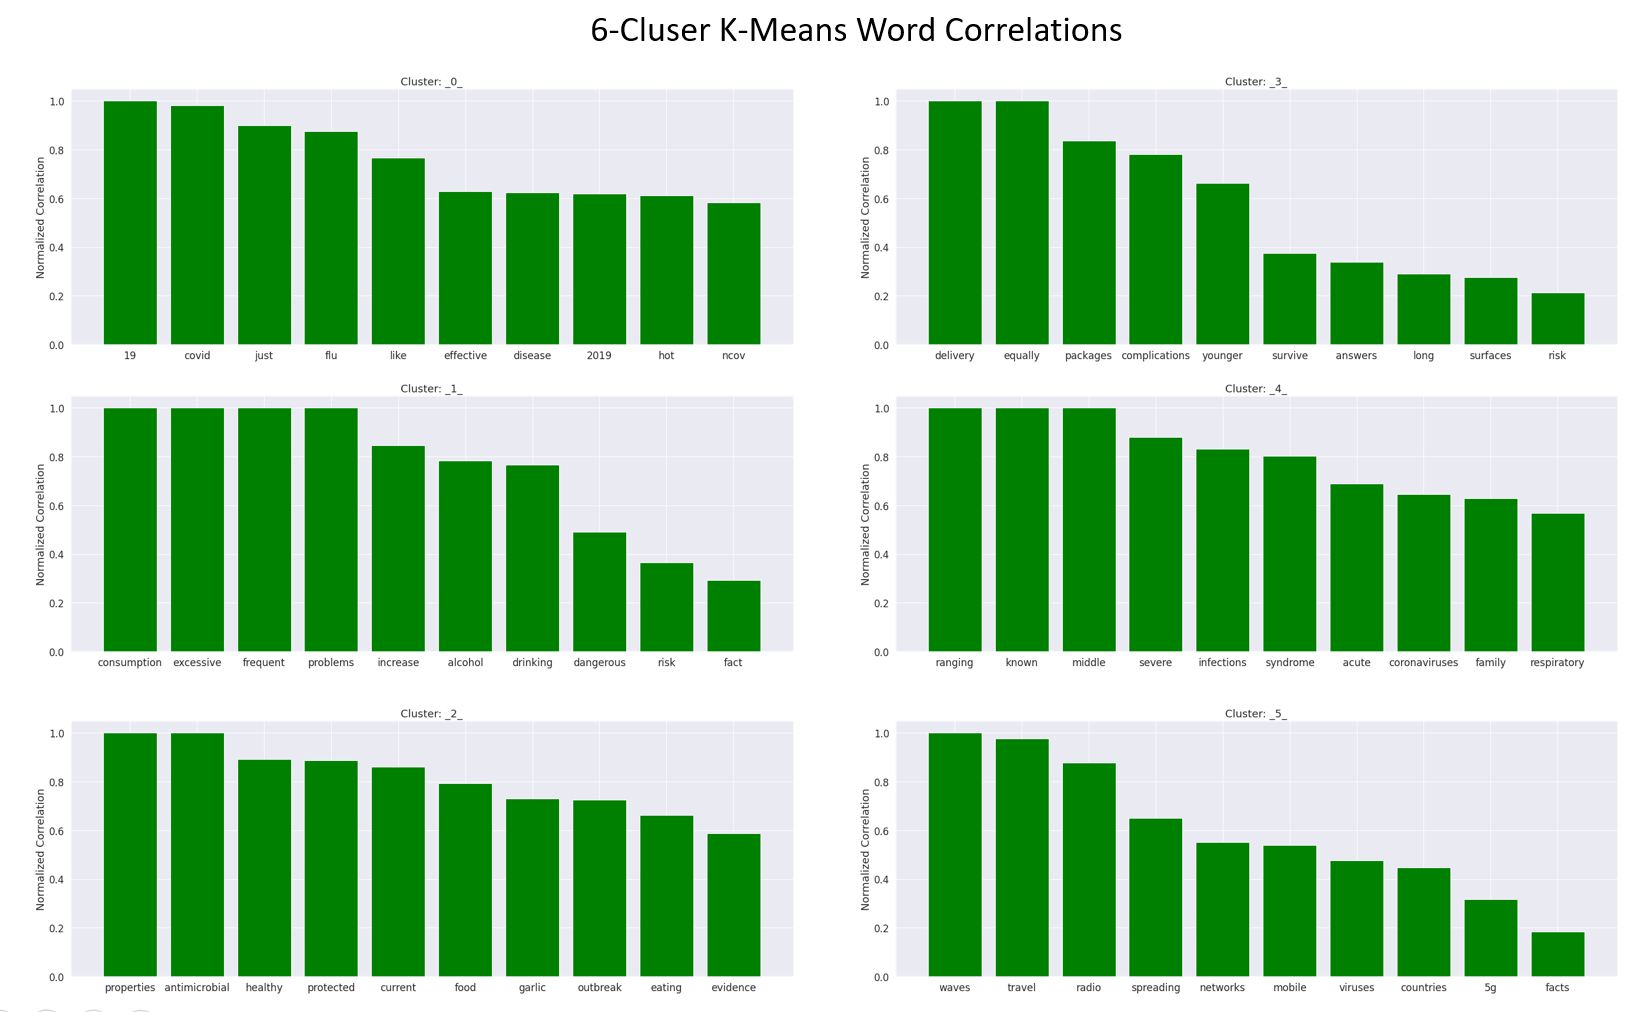 6-Cluser K-Means Word Correlations
Cluster: _0_
Normalized Correlation
1.0
0.8
0.6
0.4
0.2
0.0
19 covid just flu like effective disease 2019 hot ncov
Cluster: _3_
Normalized Correlation
1.0
0.8
0.6
0.4
0.2
0.0
delivery equally packages complications younger survive answers long surfaces risk
Cluster: _1_
Normalized Correlation
1.0
0.8
0.6
0.4
0.2
0.0
consumption excessive frequent problems increase alcohol drinking dangerous risk fact
Cluster: _4_
Normalized Correlation
1.0
0.8
0.6
0.4
0.2
0.0
ranging known middle severe infections syndrome acute coronaviruses family respiratory
Cluster: _2_
Normalized Correlation
1.0
0.8
0.6
0.4
0.2
0.0
properties antimicrobial healthy protected current food garlic outbreak eating evidence
Cluster: _5_
Normalized Correlation
1.0
0.8
0.6
0.4
0.2
0.0
waves travel radio spreading networks mobile viruses countries 5g facts